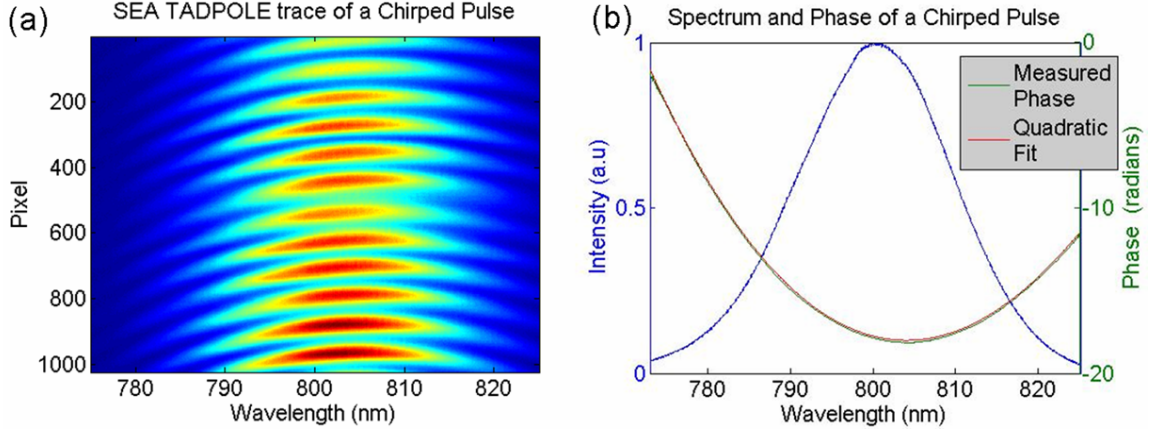 (a)
SEA TADPOLE trace of a Chirped Pulse
Pixel
200
400
600
800
1000
780
790
800
810
820
Wavelength (nm)
(b)
Spectrum and Phase of a Chirped Pulse
Intensity (a.u)
1
0.5
0
Measured
Phase
Quadratic
Fit
0
-10
-20
Phase (radians)
780
790
800
810
820
Wavelength (nm)